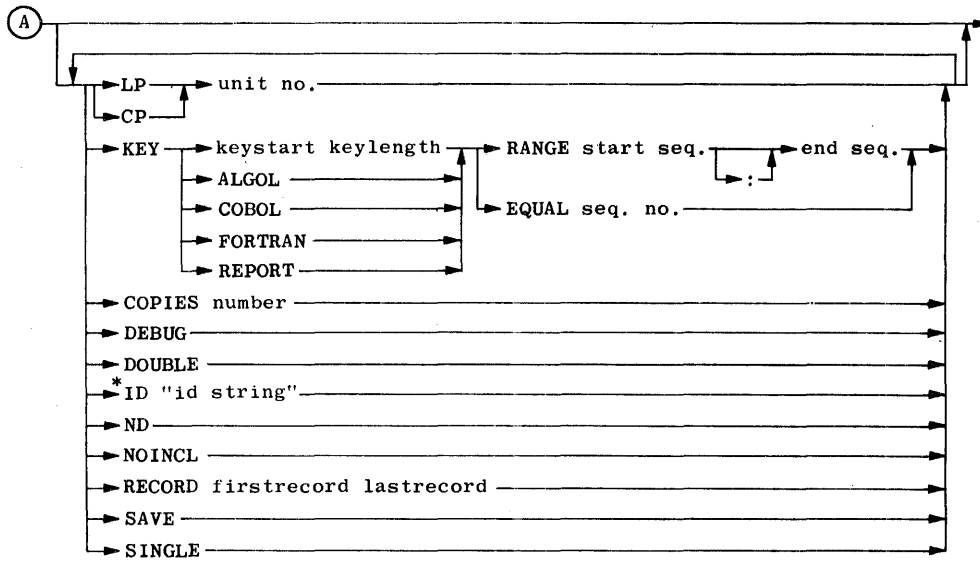 A
LP unit no.
CP
KEY keystart keylength RANGE start seq. end seq.
:
ALGOL
COBOL EQUAL seq. no.
FORTRAN
REPORT
COPIES number
DEBUG
DOUBLE
*ID "id string"
ND
NOINCL
RECORD firstrecord lastrecord
SAVE
SINGLE